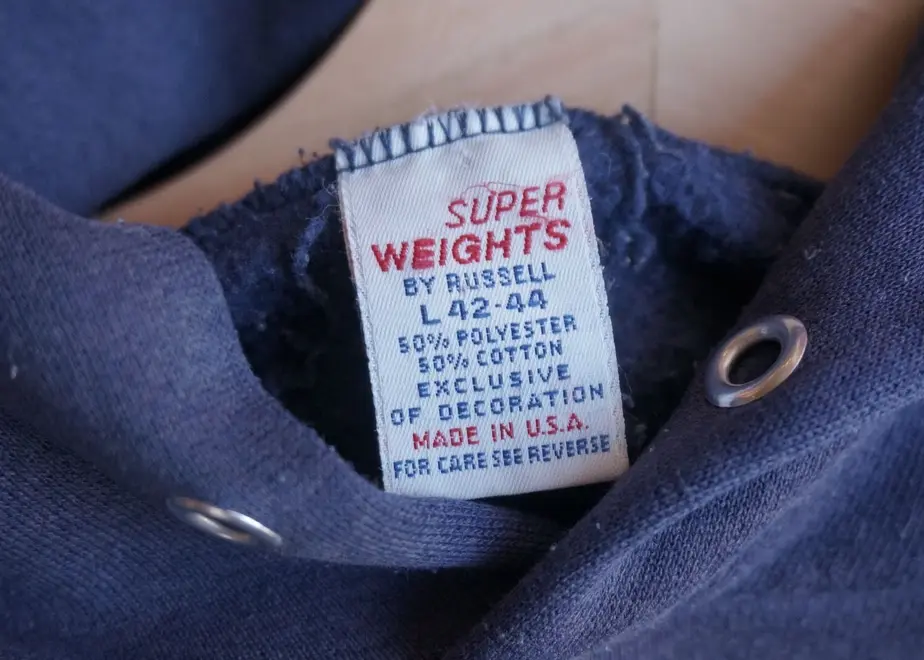 SUPER
WEIGHTS
BY RUSSELL
L 42-44
50% POLYESTER
50% COTTON
EXCLUSIVE
OF DECORATION
MADE IN U.S.A.
FOR CARE SEE REVERSE